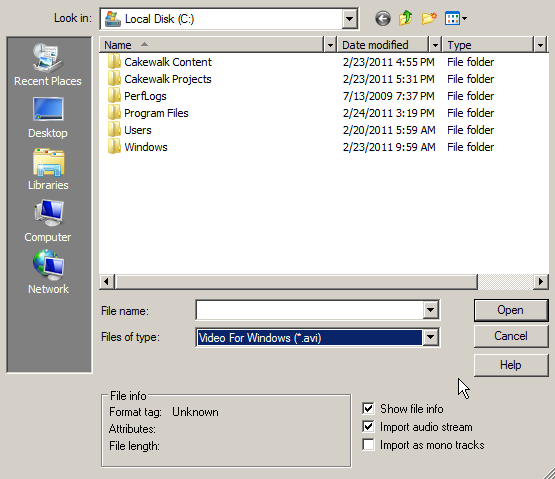 Look in: Local Disk (C:)
Name Date modified Type
Recent Places
Desktop
Libraries
Computer
Network
Cakewalk Content 2/23/2011 4:55 PM File folder
Cakewalk Projects 2/23/2011 5:31 PM File folder
PerfLogs 7/13/2009 7:37 PM File folder
Program Files 2/24/2011 3:19 PM File folder
Users 2/20/2011 5:59 AM File folder
Windows 2/23/2011 9:59 AM File folder
File name: Open
Files of type: Video For Windows (*.avi) Cancel
Help
File info
Format tag: Unknown
Attributes:
File length:
Show file info
Import audio stream
Import as mono tracks